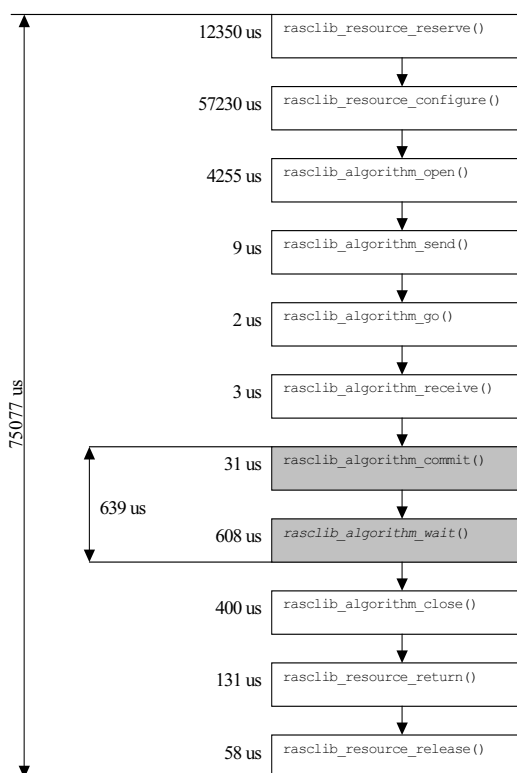 12350 us
rasclib_resource_reserve()
57230 us
rasclib_resource_configure()
4255 us
rasclib_algorithm_open()
9 us
rasclib_algorithm_send()
2 us
rasclib_algorithm_go()
3 us
rasclib_algorithm_receive()
75077 us
31 us
rasclib_algorithm_commit()
639 us
608 us
rasclib_algorithm_wait()
400 us
rasclib_algorithm_close()
131 us
rasclib_resource_return()
58 us
rasclib_resource_release()